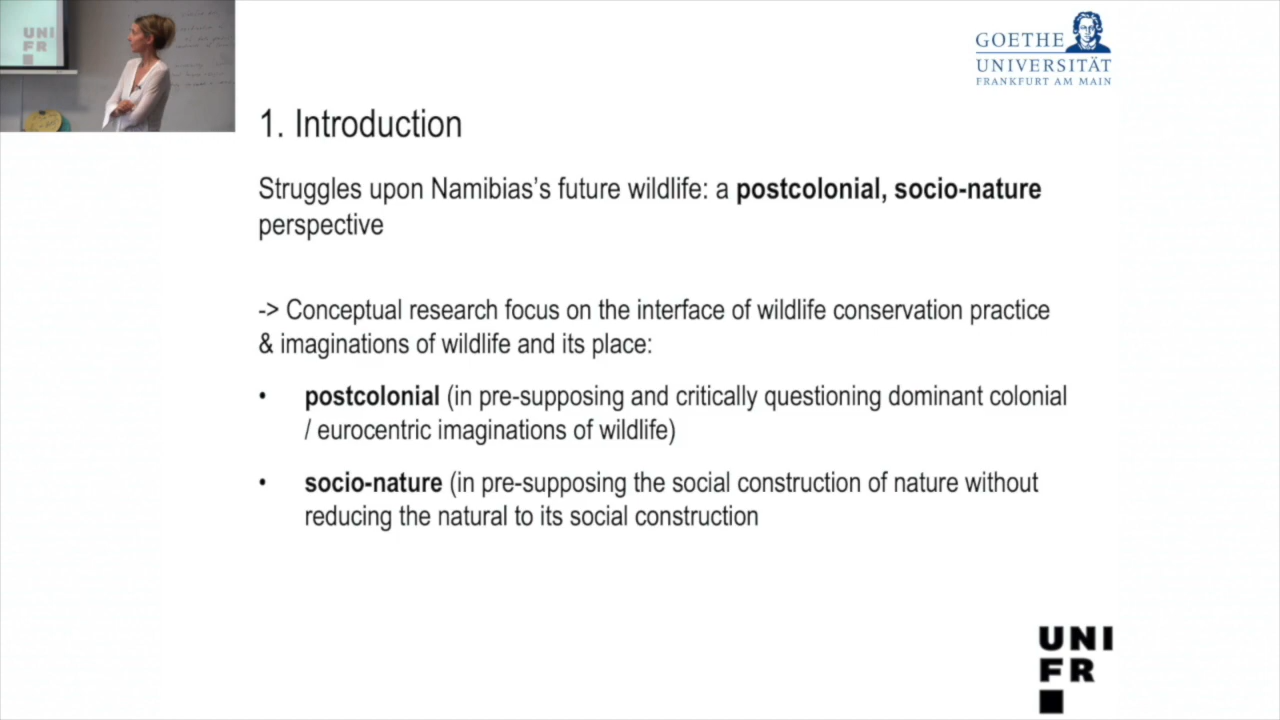 UNI
FR
GOETHE
UNIVERSITÄT
FRANKFURT AM MAIN
1. Introduction
Struggles upon Namibias’s future wildlife: a postcolonial, socio-nature
perspective
-> Conceptual research focus on the interface of wildlife conservation practice
& imaginations of wildlife and its place:
• postcolonial (in pre-supposing and critically questioning dominant colonial
/ eurocentric imaginations of wildlife)
• socio-nature (in pre-supposing the social construction of nature without
reducing the natural to its social construction
UNI
FR